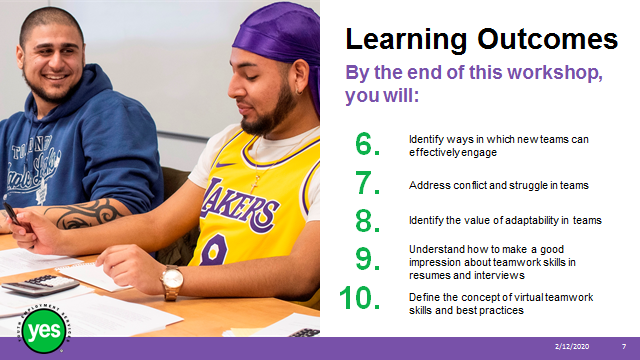 Learning Outcomes
By the end of this workshop,
you will:
6. Identify ways in which new teams can
effectively engage
7. Address conflict and struggle in teams
8. Identify the value of adaptability in teams
9. Understand how to make a good
impression about teamwork skills in
resumes and interviews
10. Define the concept of virtual teamwork
skills and best practices
LAKERS
YOUTH EMPLOYMENT SERVICES
yes
2/12/2020 7